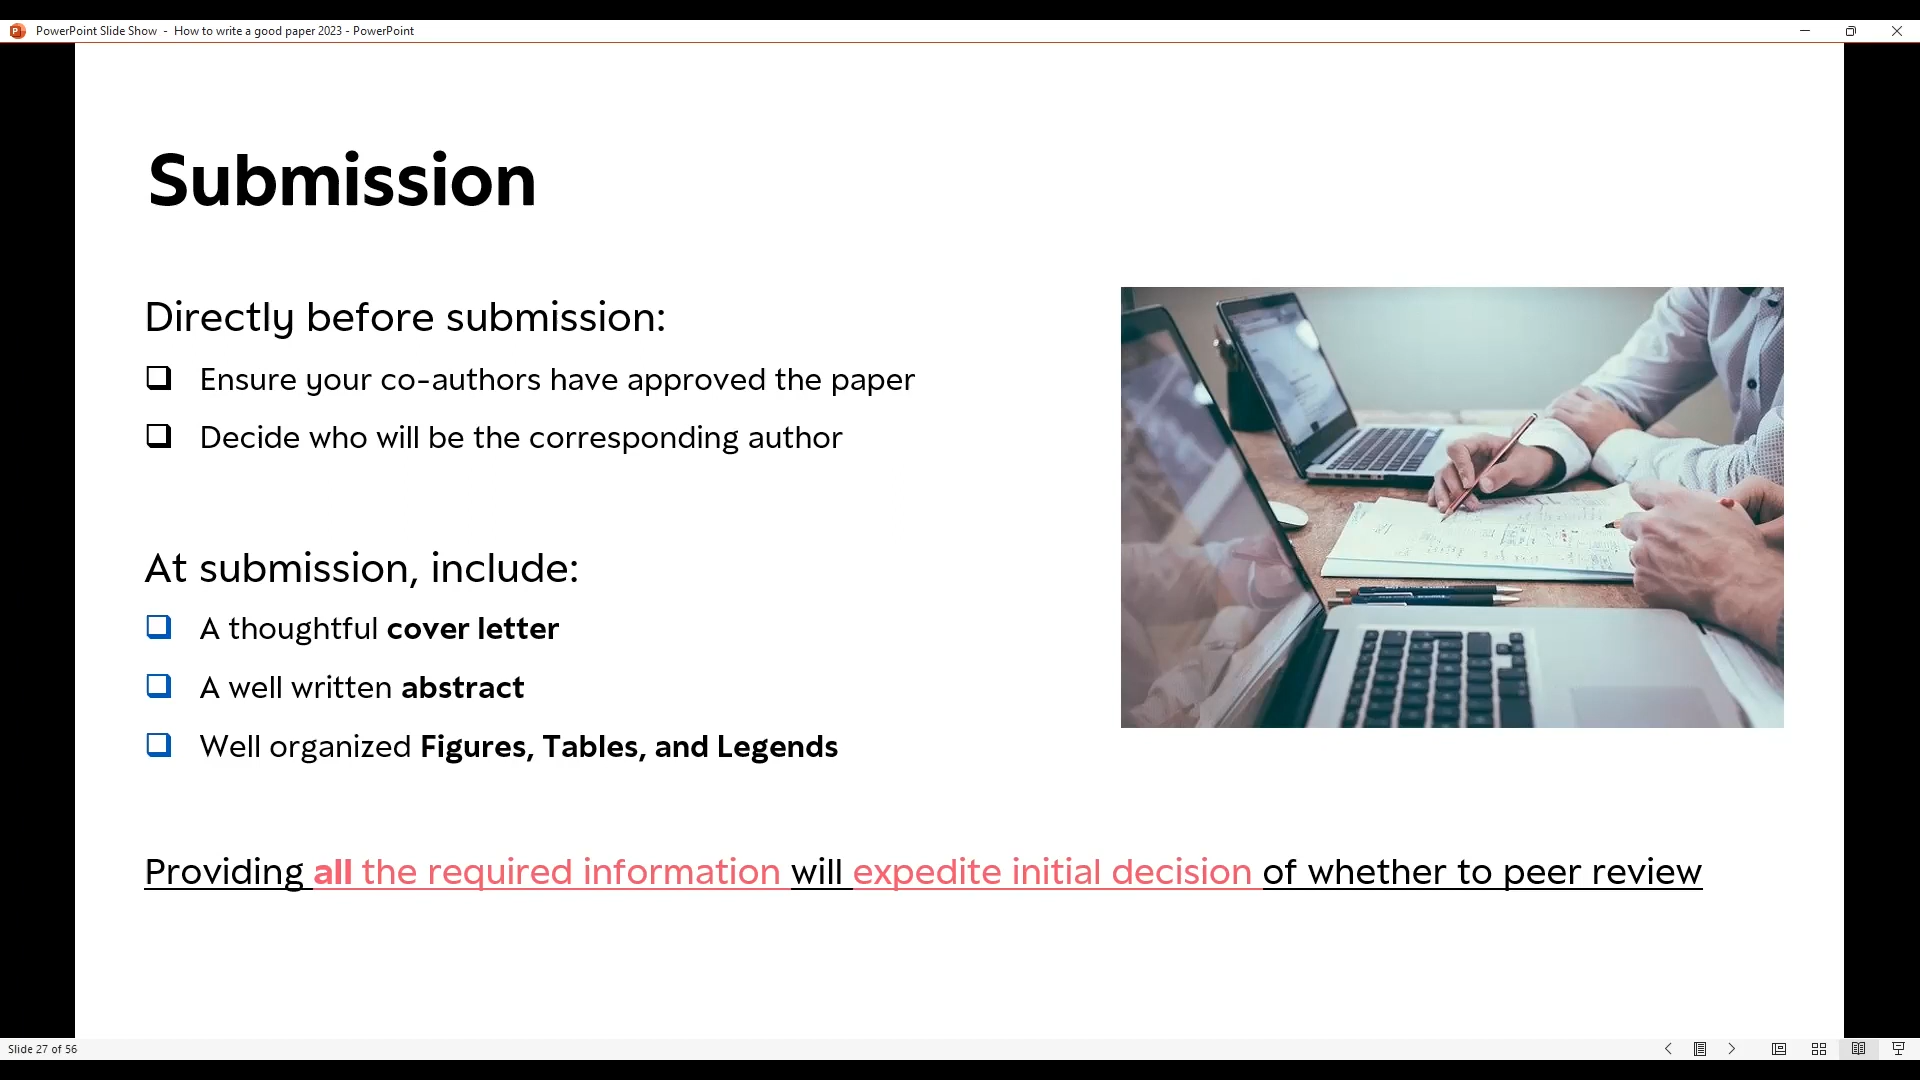 PowerPoint Slide Show - How to write a good paper 2023 - PowerPoint
Submission
Directly before submission:
Ensure your co-authors have approved the paper
Decide who will be the corresponding author
At submission, include:
A thoughtful cover letter
A well written abstract
Well organized Figures, Tables, and Legends
Providing all the required information will expedite initial decision of whether to peer review
Slide 27 of 56